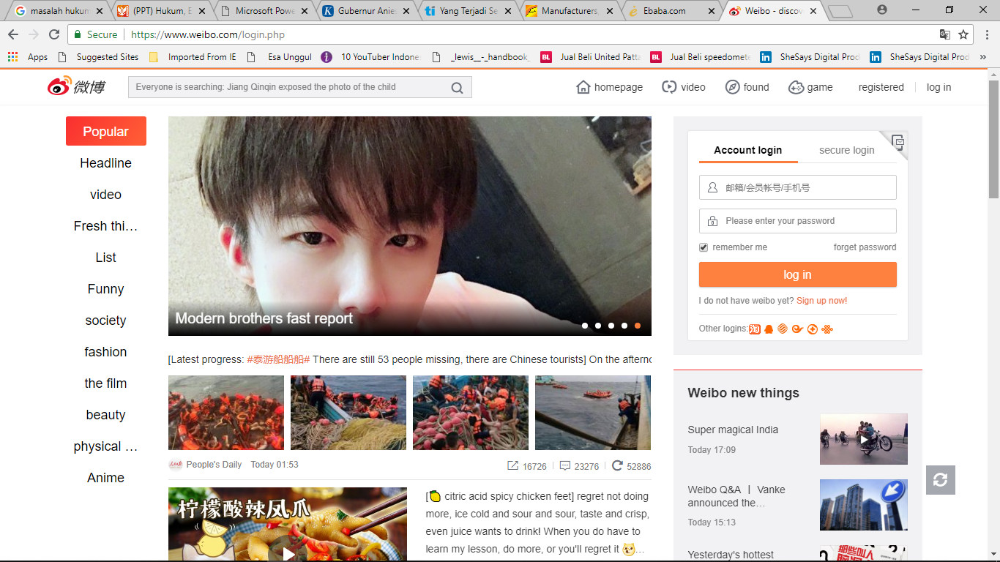 masalah hukum
(PPT) Hukum, E
Microsoft Powe
Gubernur Anies
Yang Terjadi Se
Manufacturers,
Ebaba.com
Weibo - discov
Secure
https://www.weibo.com/login.php
Apps
Suggested Sites
Imported From IE
Esa Unggul
10 YouTuber Indone
_lewis__-_handbook_
Jual Beli United Patta
Jual Beli speedomete
SheSays Digital Prod
SheSays Digital Prod
微博
Everyone is searching: Jiang Qinqin exposed the photo of the child
homepage
video
found
game
registered
log in
Popular
Headline
video
Fresh thi…
List
Funny
society
fashion
the film
beauty
physical …
Anime
Modern brothers fast report
[Latest progress: #泰游船船船# There are still 53 people missing, there are Chinese tourists] On the afterno
People's Daily Today 01:53
16726
23276
52886
柠檬酸辣凤爪
[🍋 citric acid spicy chicken feet] regret not doing
more, ice cold and sour and sour, taste and crisp,
even juice wants to drink! When you do have to
learn my lesson, do more, or you'll regret it …
Account login
secure login
邮箱/会员帐号/手机号
Please enter your password
remember me
forget password
log in
I do not have weibo yet? Sign up now!
Other logins:
淘
Weibo new things
Super magical India
Today 17:09
Weibo Q&A 丨 Vanke
announced the…
Today 15:13
Yesterday's hottest
那些叫人